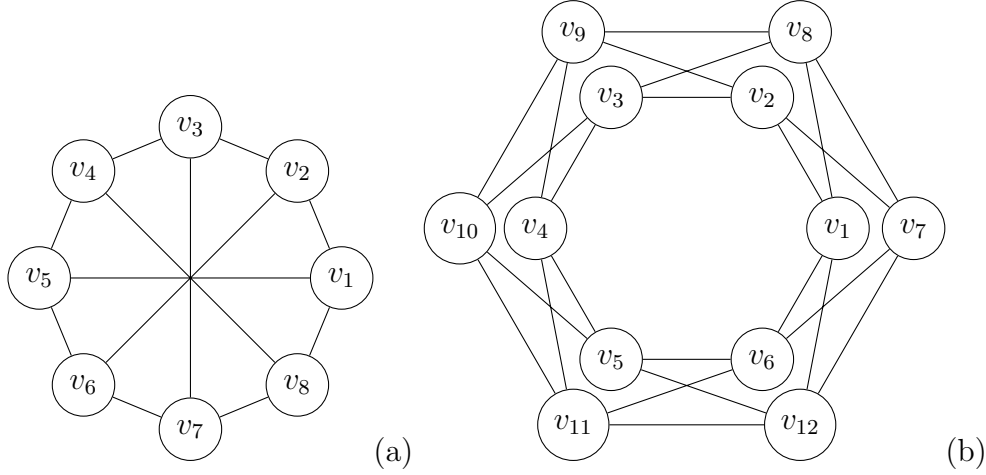 v₃
v₄ v₂
v₅ v₁
v₆ v₈
v₇
(a)
v₉ v₈
v₃ v₂
v₁₀ v₄ v₁ v₇
v₅ v₆
v₁₁ v₁₂
(b)